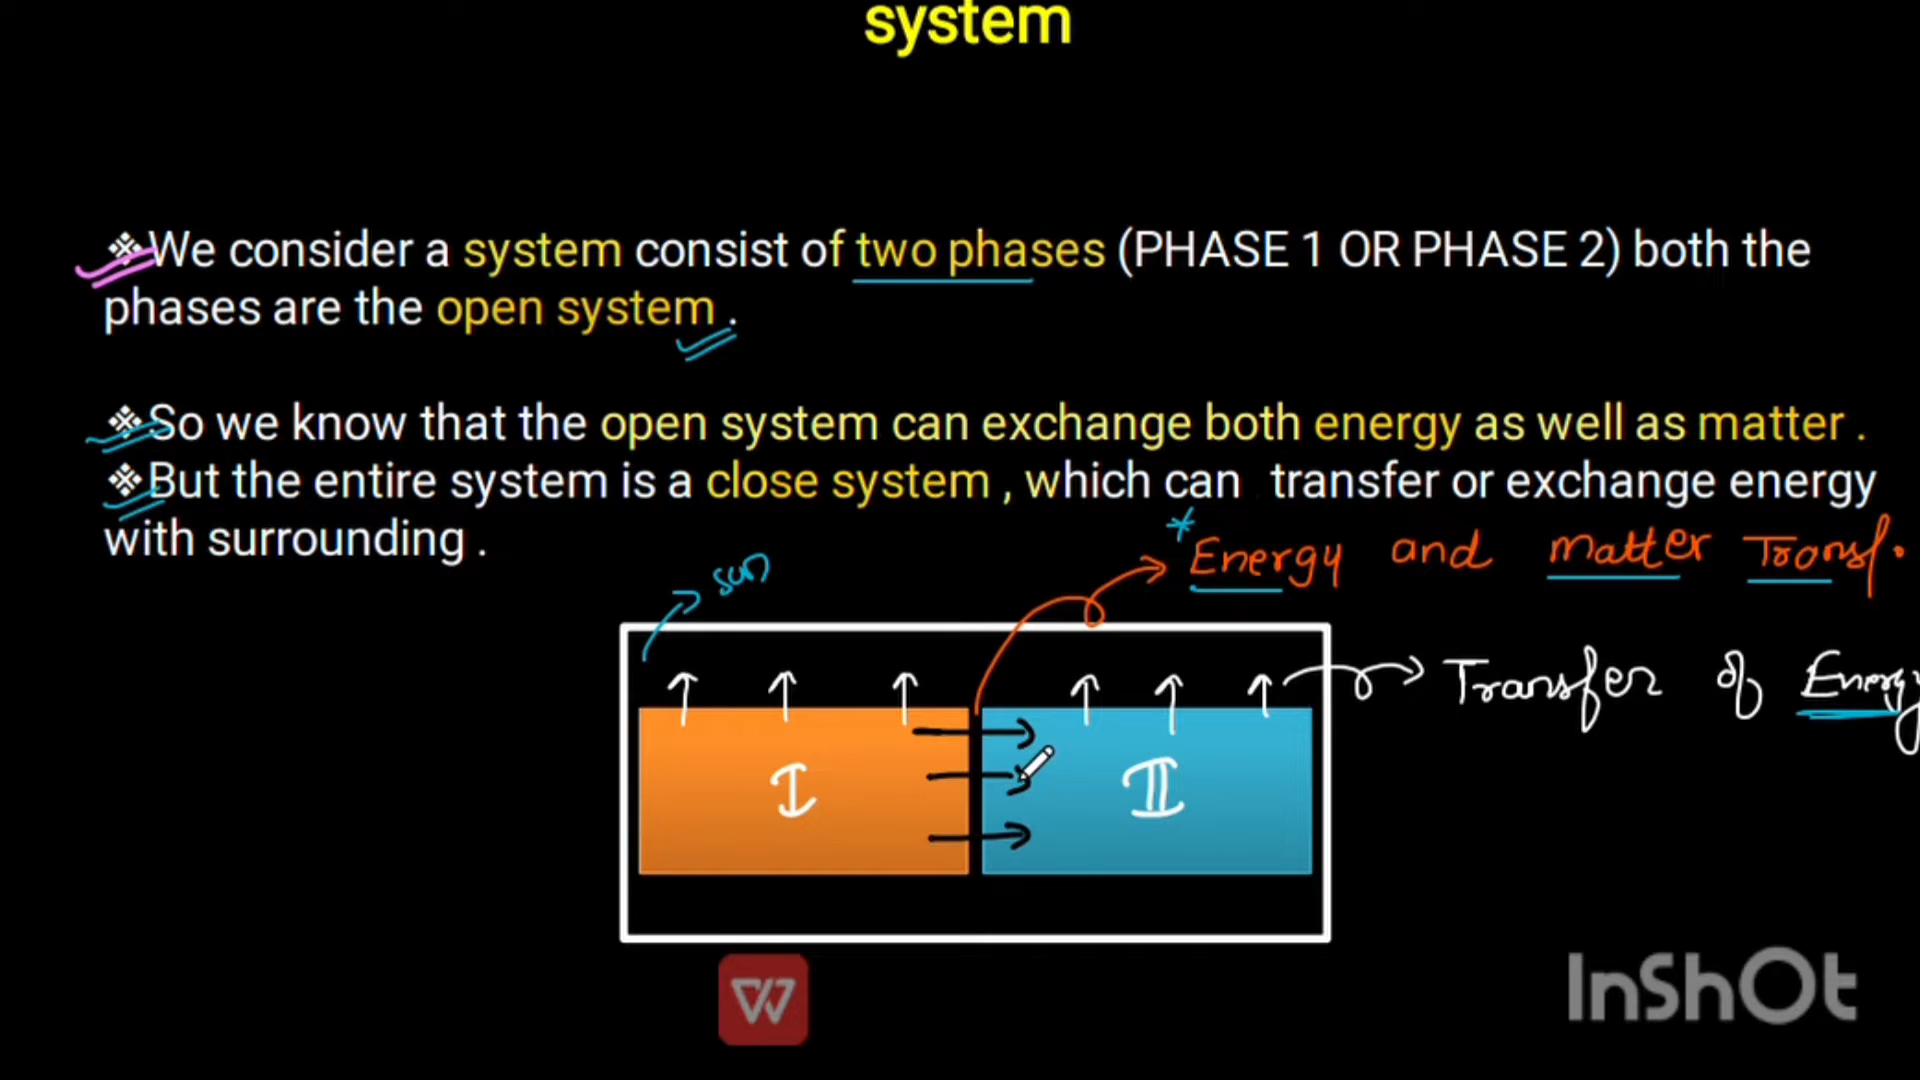 system
❖We consider a system consist of two phases (PHASE 1 OR PHASE 2) both the
phases are the open system .
❖So we know that the open system can exchange both energy as well as matter .
❖But the entire system is a close system , which can transfer or exchange energy
with surrounding .
* Energy and matter Transf.
Transfer of Energy
I
II
W
InShOt